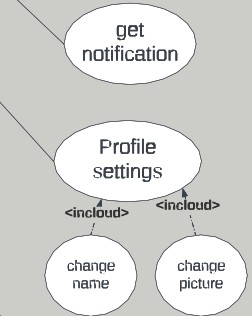 get
notification
Profile
settings
<incloud>
<incloud>
change
name
change
picture